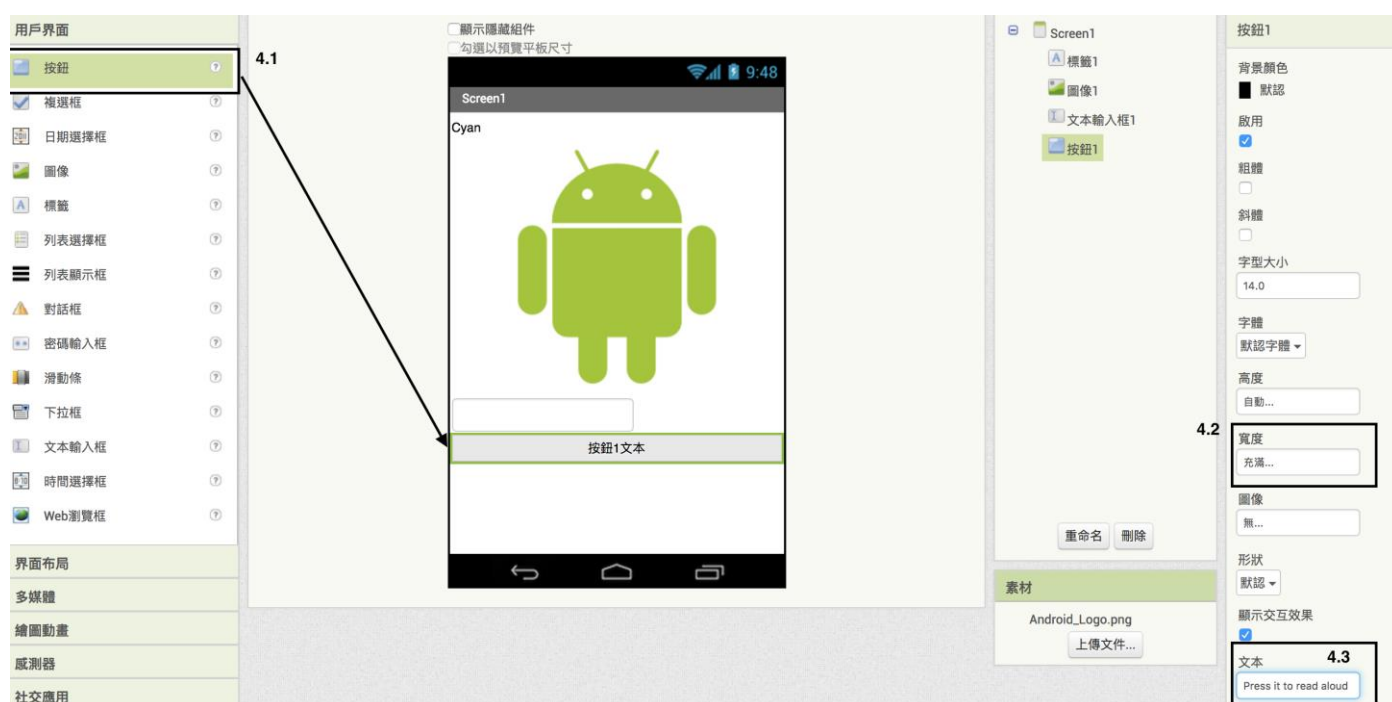 用戶界面
按鈕
複選框
日期選擇框
圖像
標籤
列表選擇框
列表顯示框
對話框
密碼輸入框
滑動條
下拉框
文本輸入框
時間選擇框
Web瀏覽框
界面布局
多媒體
繪圖動畫
感測器
社交應用
4.1
顯示隱藏組件
勾選以預覽平板尺寸
9:48
Screen1
Cyan
按鈕1文本
Screen1
標籤1
圖像1
文本輸入框1
按鈕1
重命名 刪除
素材
Android_Logo.png
上傳文件...
按鈕1
背景顏色
默認
啟用
粗體
斜體
字型大小
14.0
字體
默認字體
高度
自動...
4.2
寬度
充滿...
圖像
無...
形狀
默認
顯示交互效果
文本 4.3
Press it to read aloud